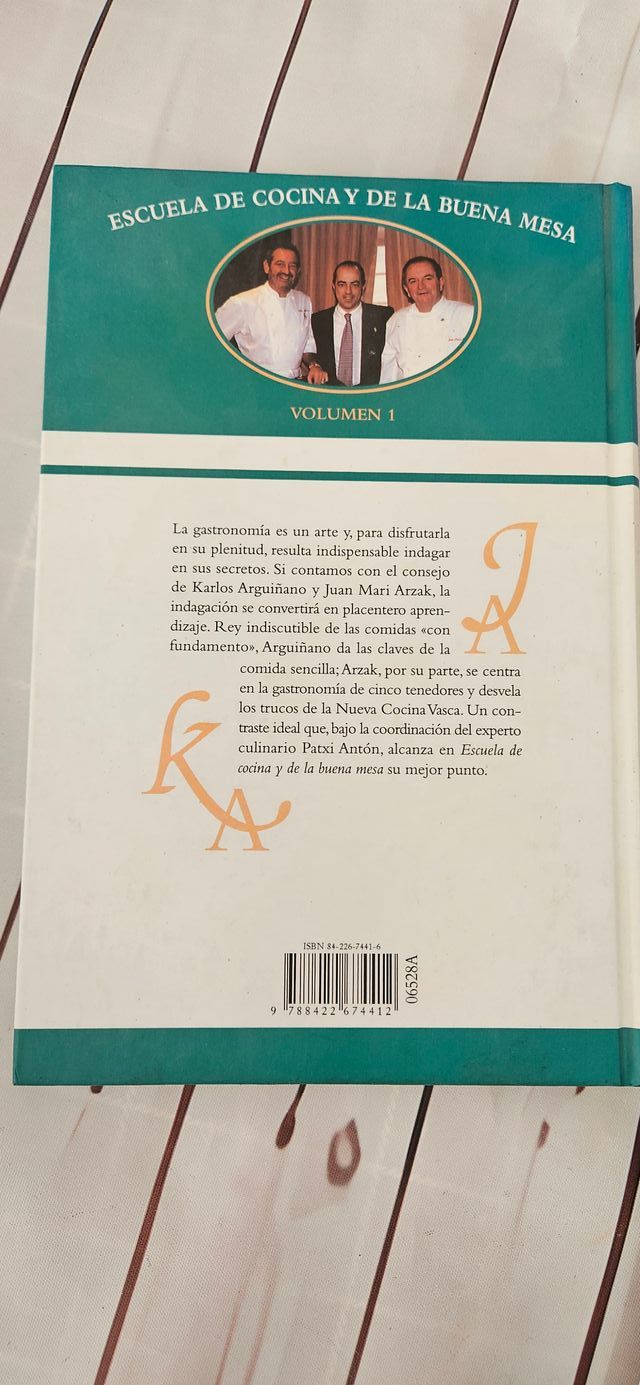 ESCUELA DE COCINA Y DE LA BUENA MESA
VOLUMEN 1
La gastronomía es un arte y, para disfrutarla
en su plenitud, resulta indispensable indagar
en sus secretos. Si contamos con el consejo
de Karlos Arguiñano y Juan Mari Arzak, la
indagación se convertirá en placentero apren-
dizaje. Rey indiscutible de las comidas «con
fundamento», Arguiñano da las claves de la
comida sencilla; Arzak, por su parte, se centra
en la gastronomía de cinco tenedores y desvela
los trucos de la Nueva Cocina Vasca. Un con-
traste ideal que, bajo la coordinación del experto
culinario Patxi Antón, alcanza en Escuela de
cocina y de la buena mesa su mejor punto.
JA
KA
ISBN 84-226-7441-6
9 788422 674412
06528A